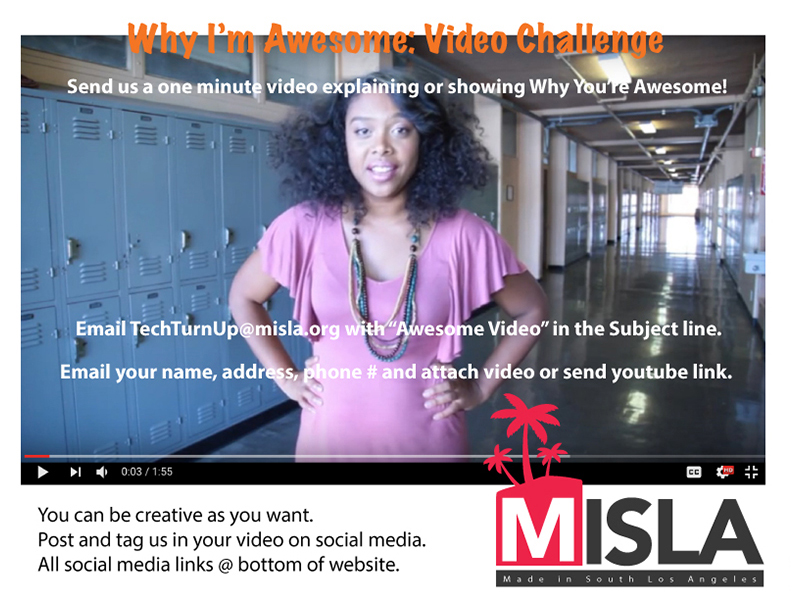 Why I'm Awesome: Video Challenge
Send us a one minute video explaining or showing Why You're Awesome!
Email TechTurnUp@misla.org with "Awesome Video" in the Subject line.
Email your name, address, phone # and attach video or send youtube link.
0:03 / 1:55
CC
HD
You can be creative as you want.
Post and tag us in your video on social media.
All social media links @ bottom of website.
MISLA
Made in South Los Angeles